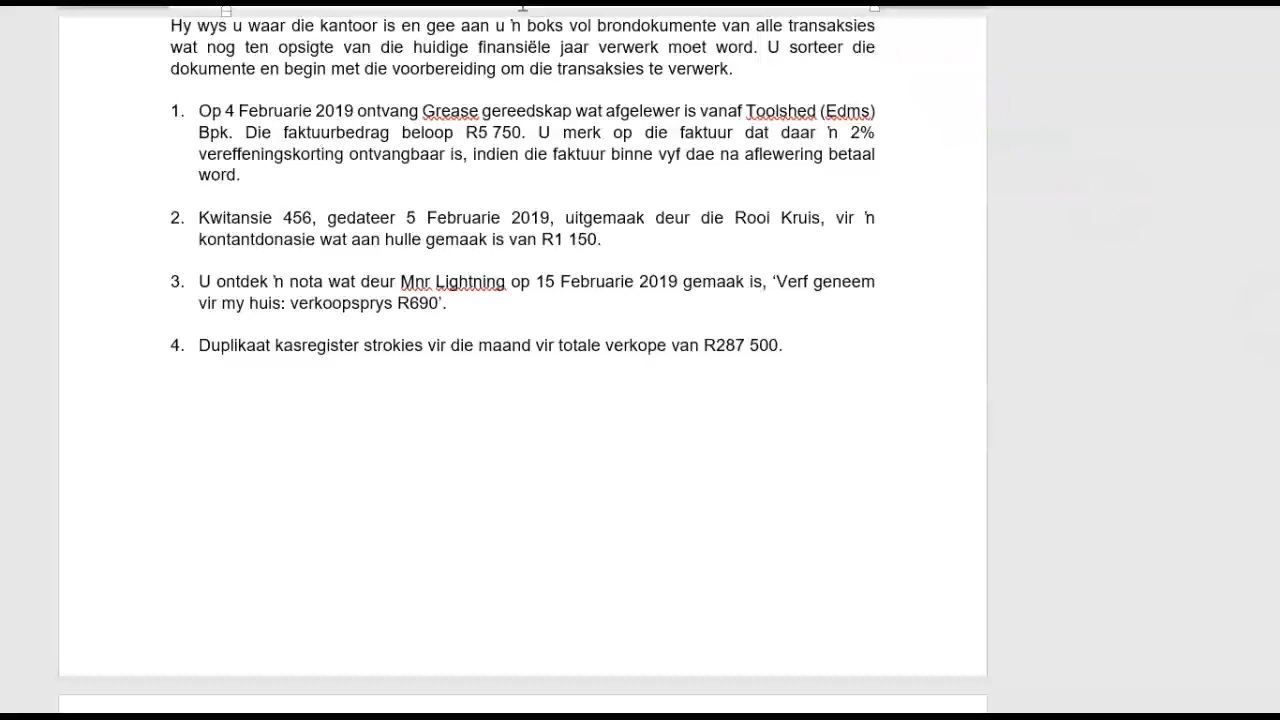 Hy wys u waar die kantoor is en gee aan u 'n boks vol brondokumente van alle transaksies
wat nog ten opsigte van die huidige finansiële jaar verwerk moet word. U sorteer die
dokumente en begin met die voorbereiding om die transaksies te verwerk.
1. Op 4 Februarie 2019 ontvang Grease gereedskap wat afgelewer is vanaf Toolshed (Edms)
Bpk. Die faktuurbedrag beloop R5 750. U merk op die faktuur dat daar 'n 2%
vereffeningskorting ontvangbaar is, indien die faktuur binne vyf dae na aflewering betaal
word.
2. Kwitansie 456, gedateer 5 Februarie 2019, uitgemaak deur die Rooi Kruis, vir 'n
kontantdonasie wat aan hulle gemaak is van R1 150.
3. U ontdek 'n nota wat deur Mnr Lightning op 15 Februarie 2019 gemaak is, ‘Verf geneem
vir my huis: verkoopsprys R690’.
4. Duplikaat kasregister strokies vir die maand vir totale verkope van R287 500.